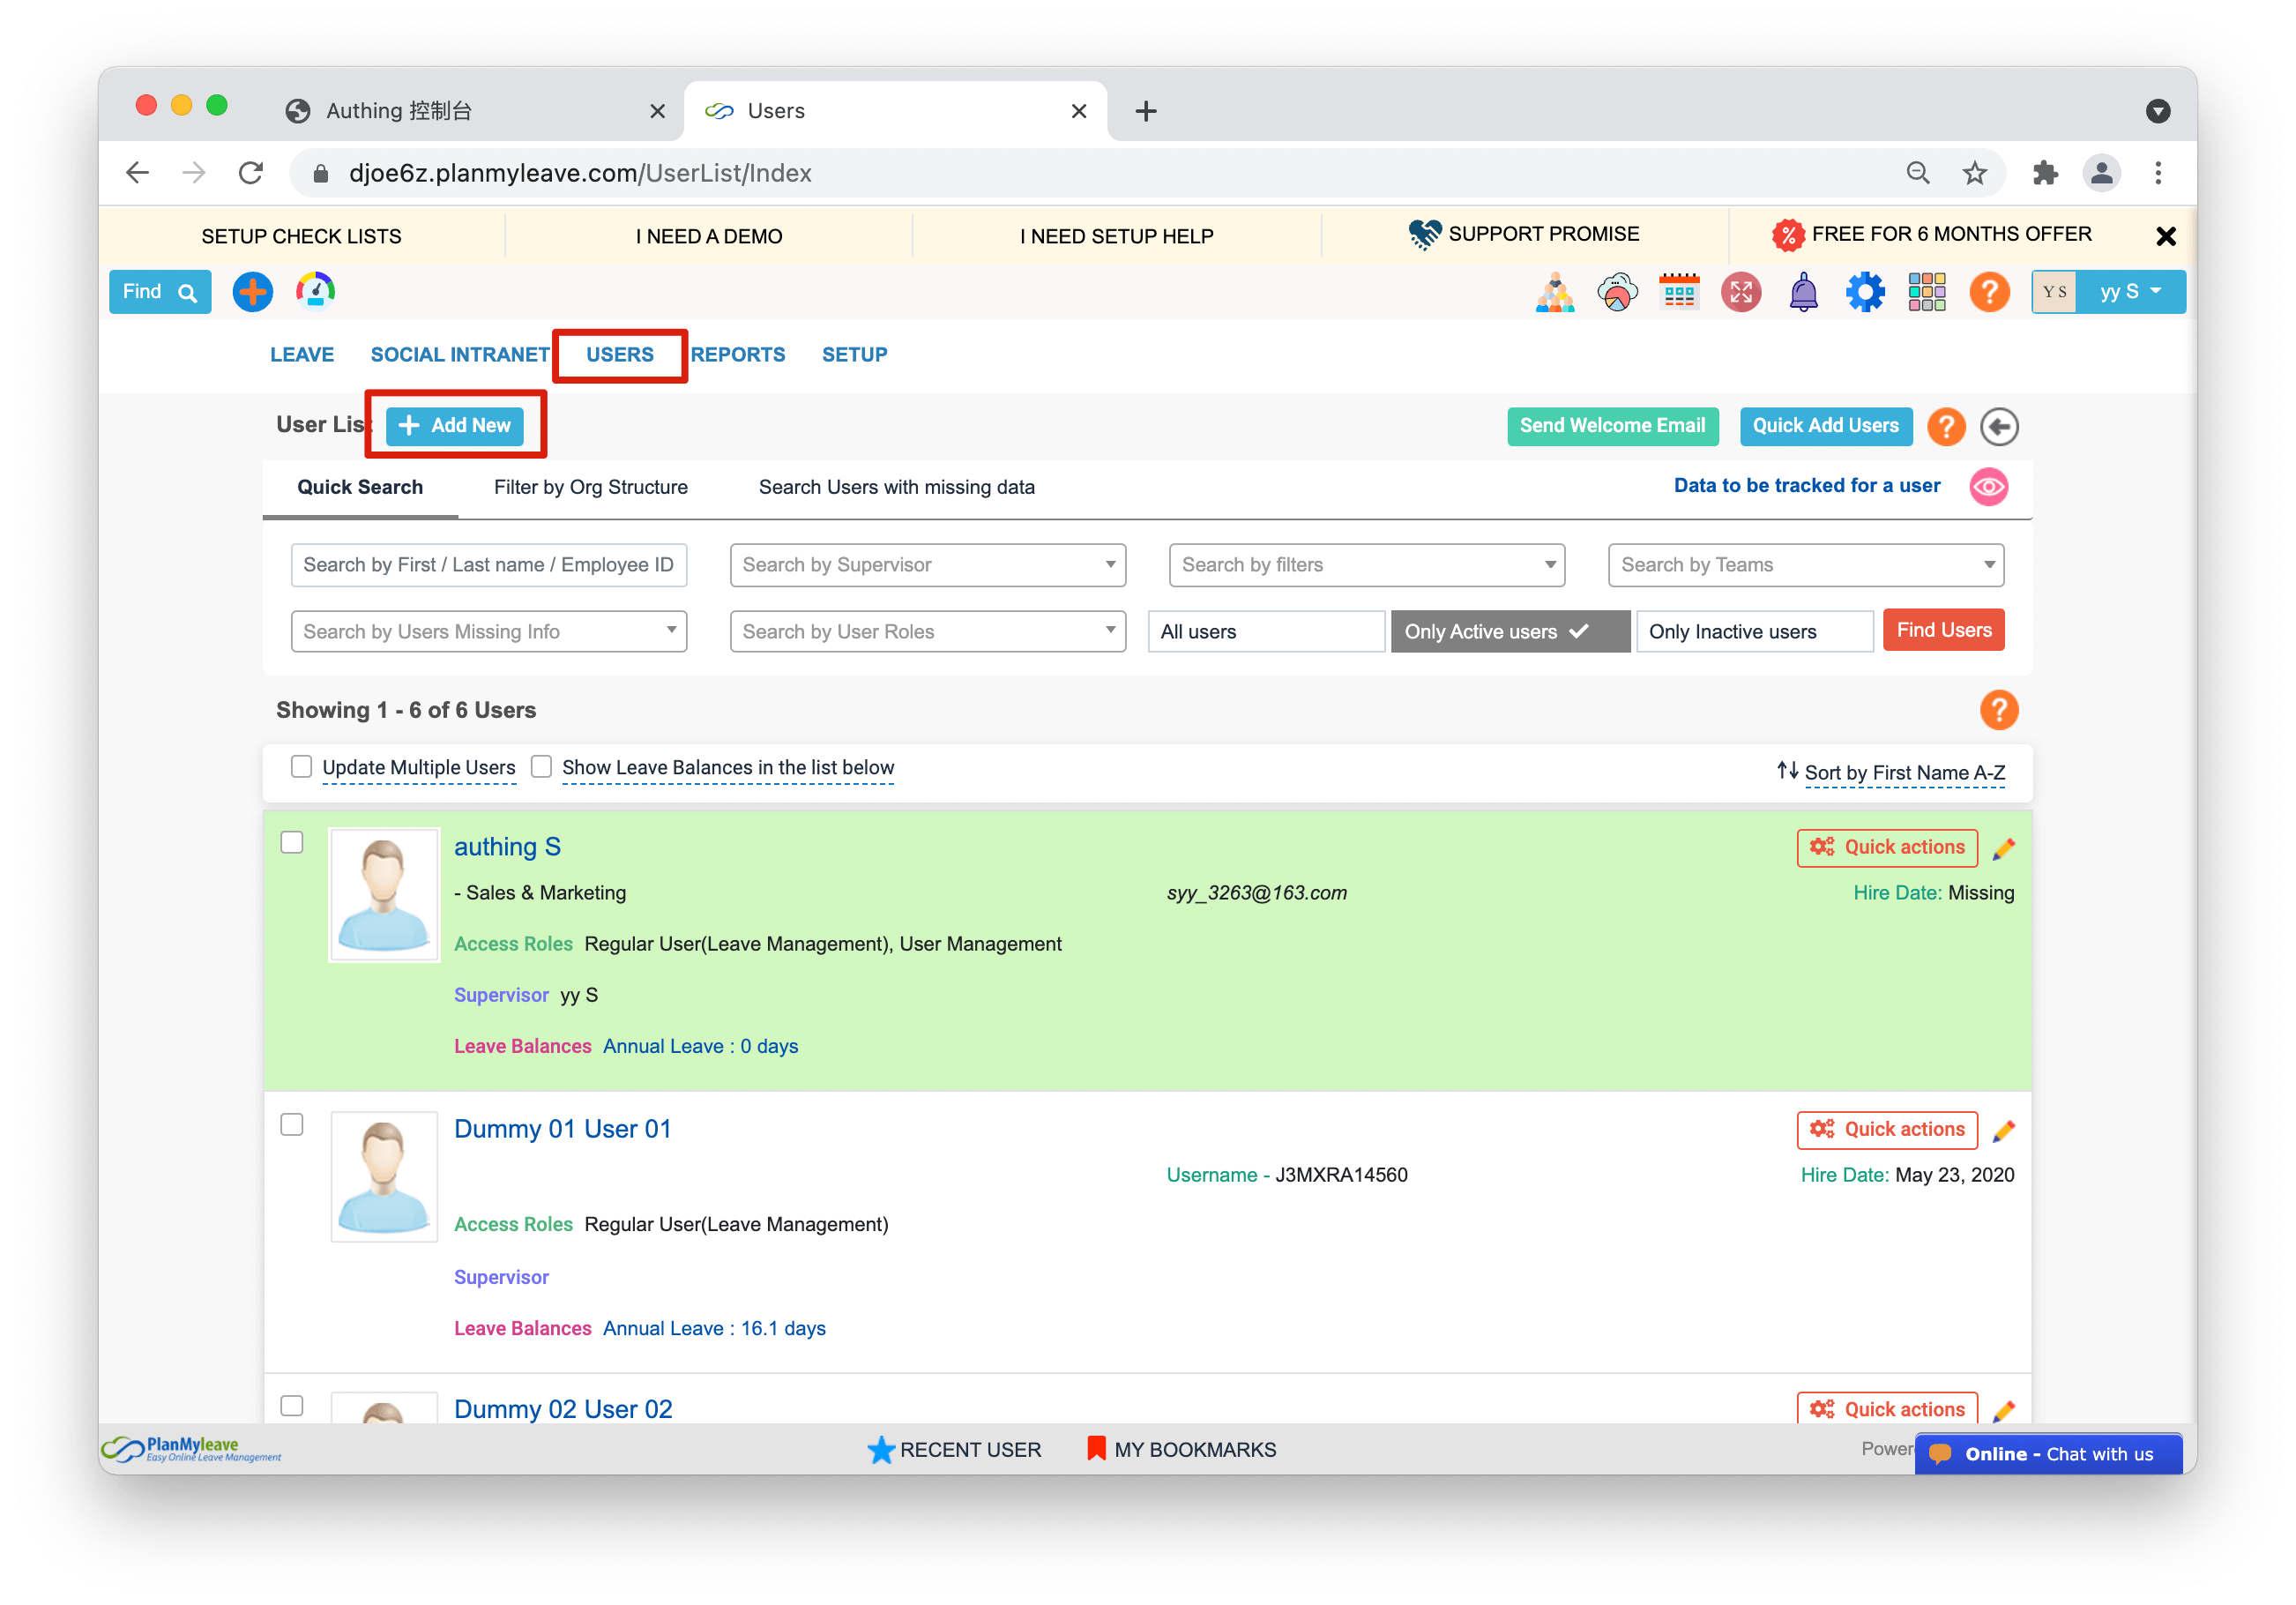 Authing 控制台
Users
djoe6z.planmyleave.com/UserList/Index
SETUP CHECK LISTS
I NEED A DEMO
I NEED SETUP HELP
SUPPORT PROMISE
FREE FOR 6 MONTHS OFFER
Find
Y S
yy S
LEAVE
SOCIAL INTRANET
USERS
REPORTS
SETUP
User List
Add New
Send Welcome Email
Quick Add Users
Quick Search
Filter by Org Structure
Search Users with missing data
Data to be tracked for a user
Search by First / Last name / Employee ID
Search by Supervisor
Search by filters
Search by Teams
Search by Users Missing Info
Search by User Roles
All users
Only Active users
Only Inactive users
Find Users
Showing 1 - 6 of 6 Users
Update Multiple Users
Show Leave Balances in the list below
Sort by First Name A-Z
authing S
Quick actions
- Sales & Marketing
syy_3263@163.com
Hire Date: Missing
Access Roles Regular User(Leave Management), User Management
Supervisor yy S
Leave Balances Annual Leave : 0 days
Dummy 01 User 01
Quick actions
Username - J3MXRA14560
Hire Date: May 23, 2020
Access Roles Regular User(Leave Management)
Supervisor
Leave Balances Annual Leave : 16.1 days
Dummy 02 User 02
Quick actions
PlanMyleave
Easy Online Leave Management
RECENT USER
MY BOOKMARKS
Power
Online - Chat with us